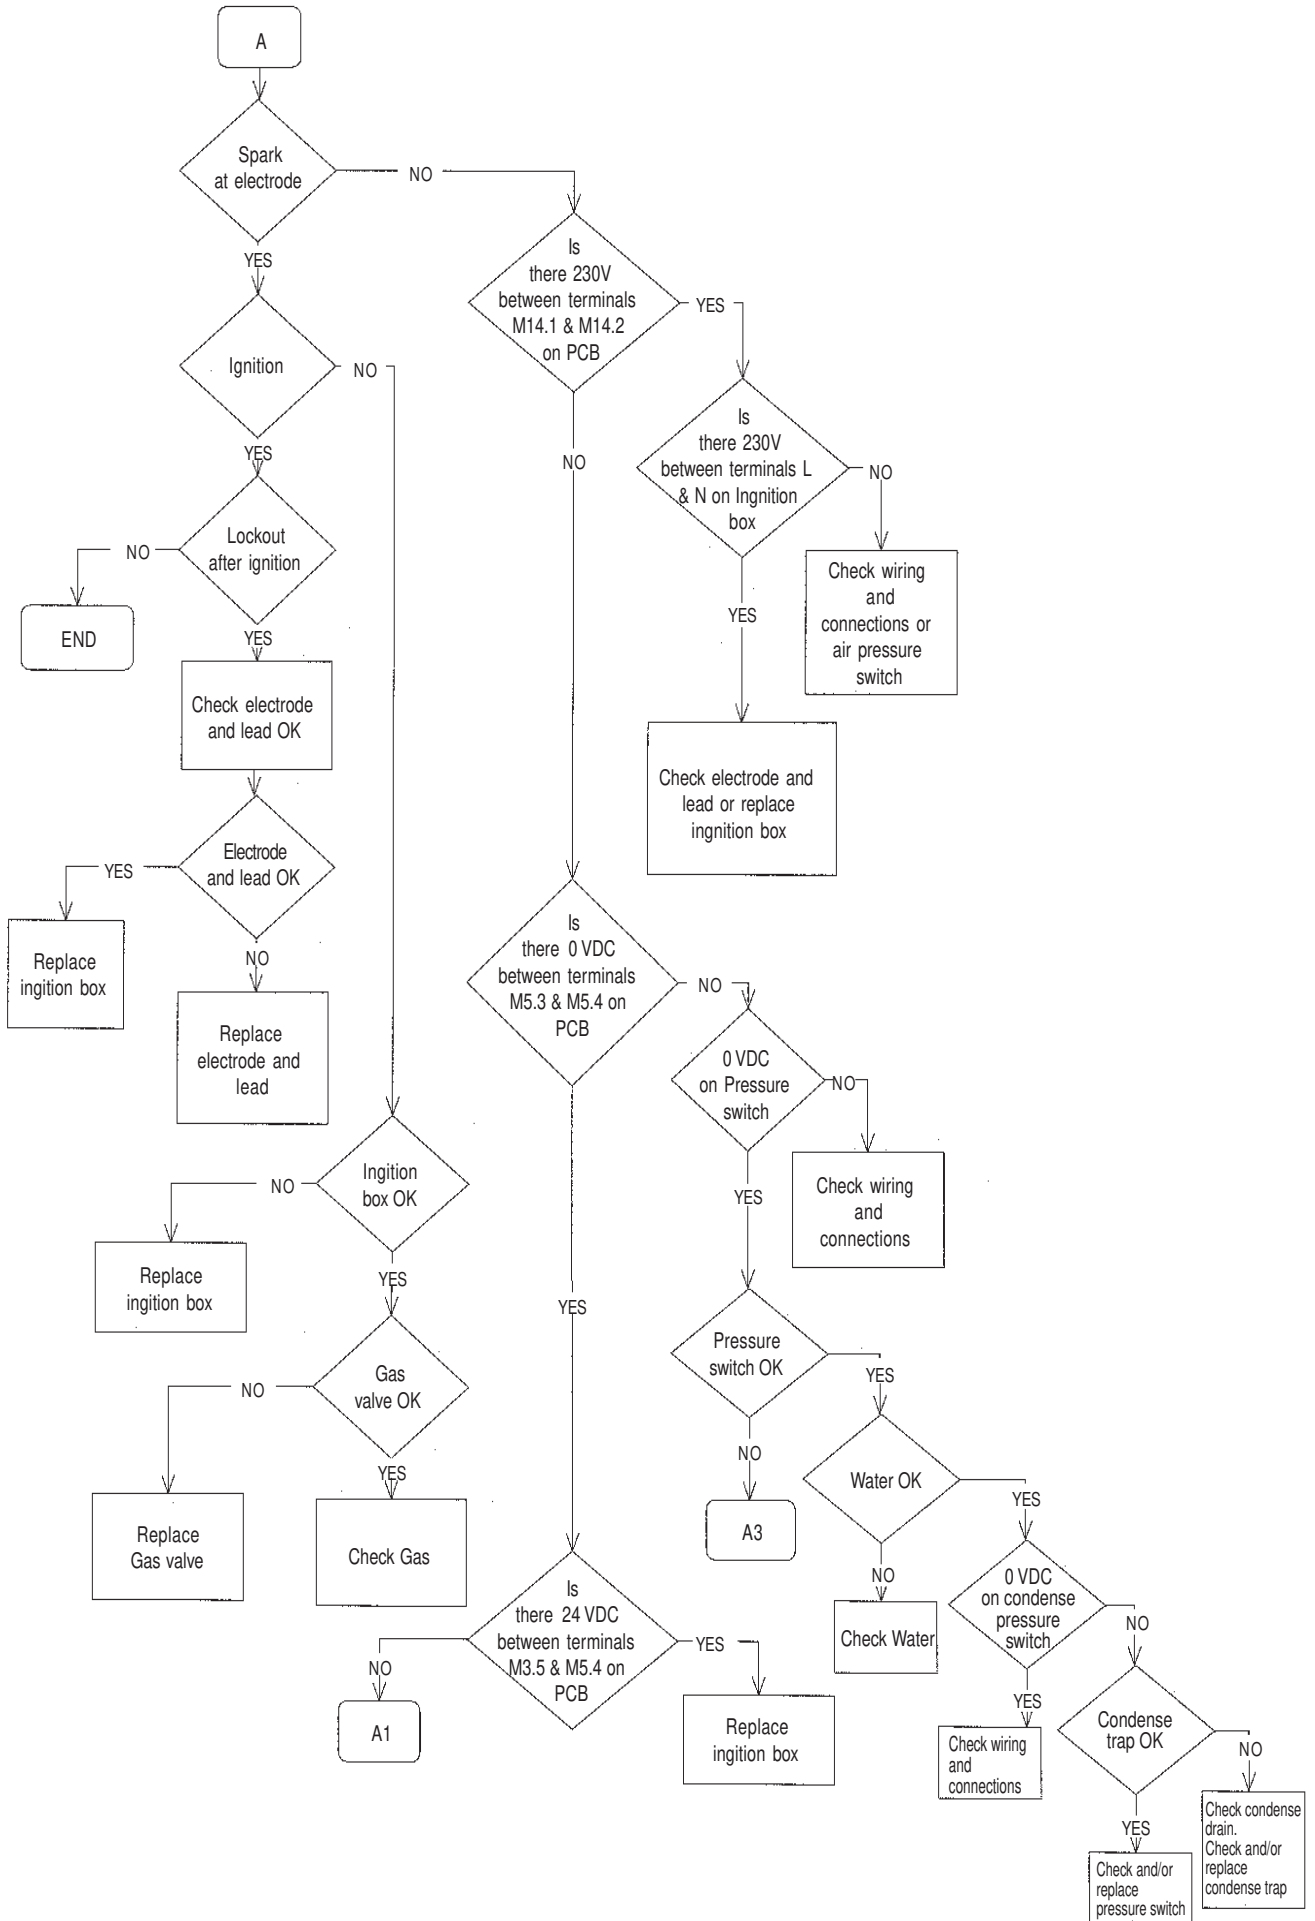 A
Spark
at electrode
NO
YES
Is
there 230V
between terminals
M14.1 & M14.2
on PCB
YES
Ignition
NO
YES
Is
there 230V
between terminals L
& N on Ingnition
box
NO
NO
Lockout
after ignition
NO
YES
END
Check wiring
and
connections or
air pressure
switch
YES
Check electrode
and lead OK
Check electrode and
lead or replace
ingnition box
Electrode
and lead OK
YES
NO
Replace
ingition box
Replace
electrode and
lead
Is
there 0 VDC
between terminals
M5.3 & M5.4 on
PCB
NO
0 VDC
on Pressure
switch
NO
YES
Check wiring
and
connections
Ingition
box OK
NO
YES
Replace
ingition box
YES
Gas
valve OK
NO
YES
Replace
Gas valve
Check Gas
Pressure
switch OK
YES
NO
A3
Water OK
YES
NO
Check Water
0 VDC
on condense
pressure
switch
NO
YES
Check wiring
and
connections
Is
there 24 VDC
between terminals
M3.5 & M5.4 on
PCB
NO
A1
YES
Replace
ingition box
Condense
trap OK
NO
YES
Check condense
drain.
Check and/or
replace
condense trap
Check and/or
replace
pressure switch